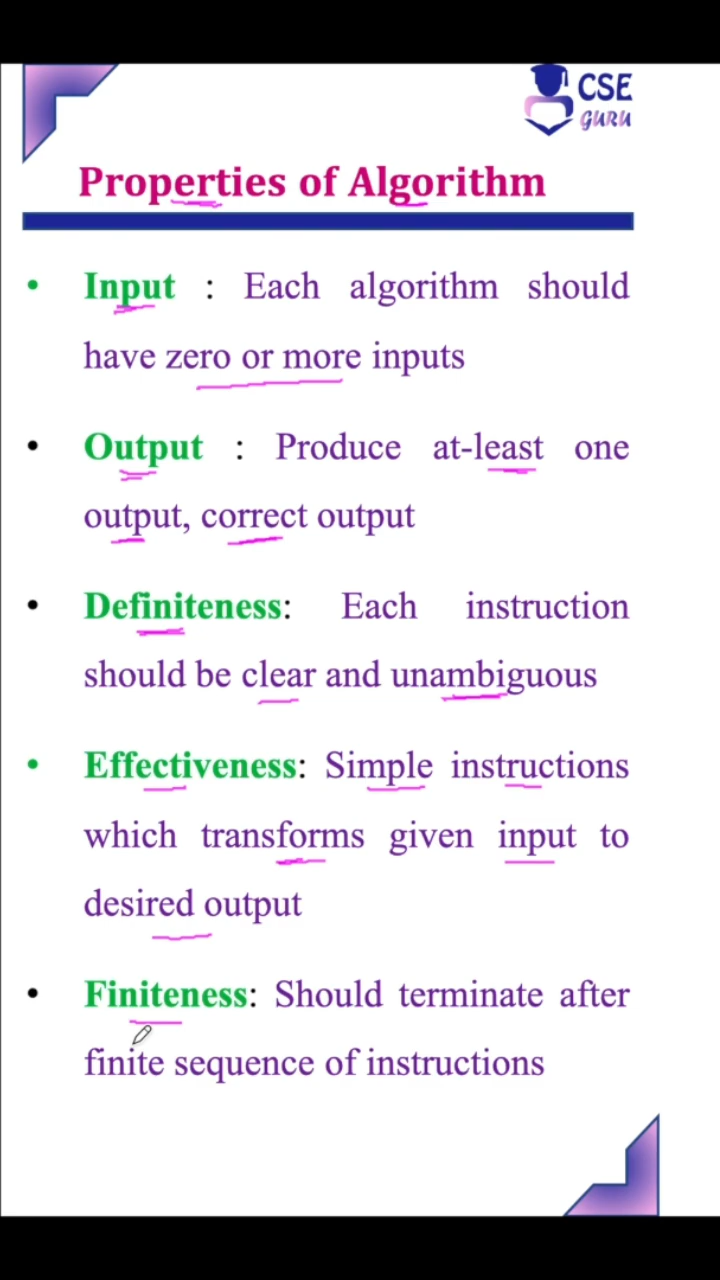 CSE
GURU
Properties of Algorithm
• Input : Each algorithm should
have zero or more inputs
• Output : Produce at-least one
output, correct output
• Definiteness: Each instruction
should be clear and unambiguous
• Effectiveness: Simple instructions
which transforms given input to
desired output
• Finiteness: Should terminate after
finite sequence of instructions